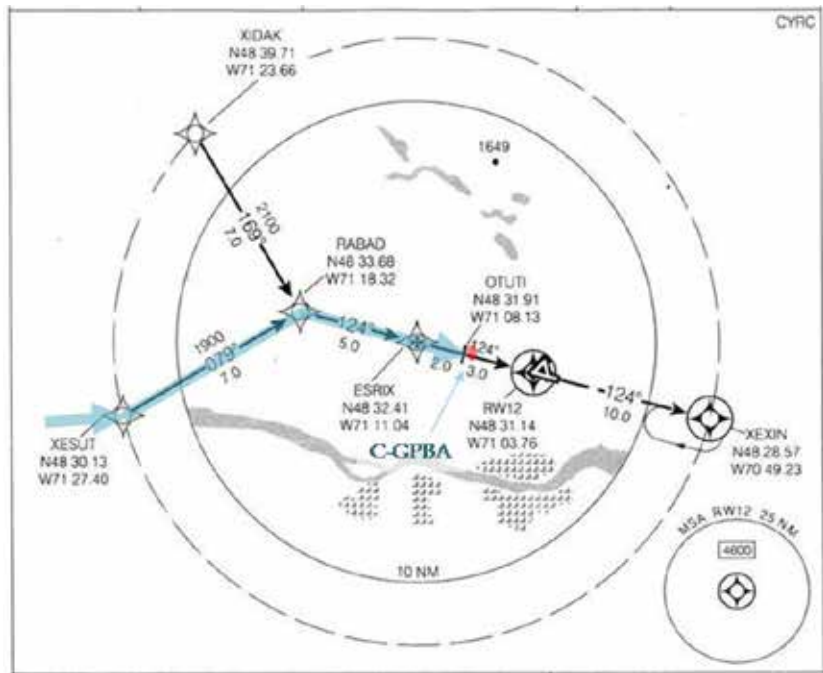 CYRC
XIDAK
N48 39.71
W71 23.66
1649
2100
169°
7.0
RABAD
N48 33.68
W71 18.32
OTUTI
N48 31.91
W71 08.13
1900
079°
7.0
124°
5.0
2.0
124°
3.0
ESRIX
N48 32.41
W71 11.04
RW12
N48 31.14
W71 03.76
124°
10.0
XEXIN
N48 28.57
W70 49.23
XESUT
N48 30.13
W71 27.40
C-GPBA
10 NM
MSA RW12 25 NM
4600